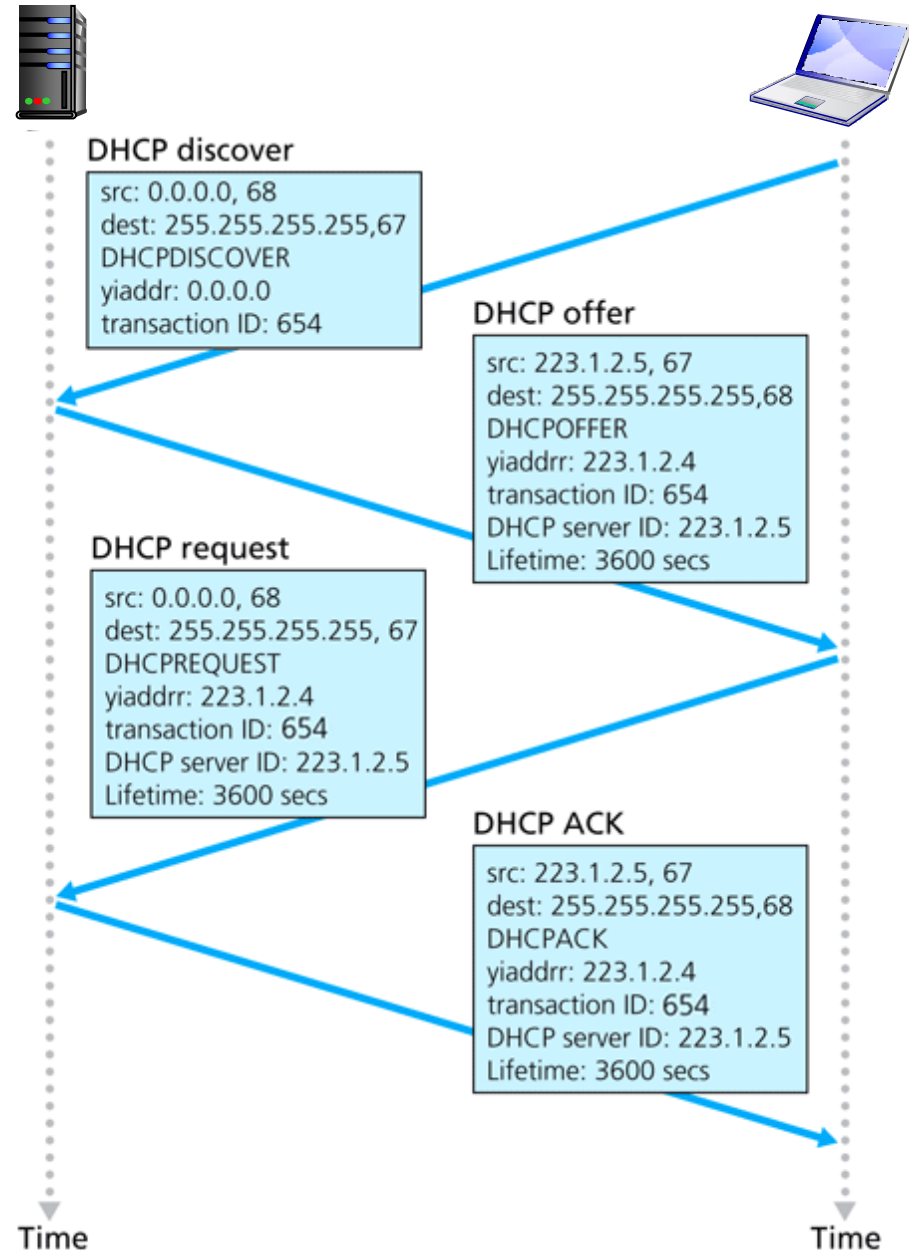 DHCP discover
src: 0.0.0.0, 68
dest: 255.255.255.255,67
DHCPDISCOVER
yiaddr: 0.0.0.0
transaction ID: 654
DHCP offer
src: 223.1.2.5, 67
dest: 255.255.255.255,68
DHCPOFFER
yiaddrr: 223.1.2.4
transaction ID: 654
DHCP server ID: 223.1.2.5
Lifetime: 3600 secs
DHCP request
src: 0.0.0.0, 68
dest: 255.255.255.255, 67
DHCPREQUEST
yiaddrr: 223.1.2.4
transaction ID: 654
DHCP server ID: 223.1.2.5
Lifetime: 3600 secs
DHCP ACK
src: 223.1.2.5, 67
dest: 255.255.255.255,68
DHCPACK
yiaddrr: 223.1.2.4
transaction ID: 654
DHCP server ID: 223.1.2.5
Lifetime: 3600 secs
Time
Time